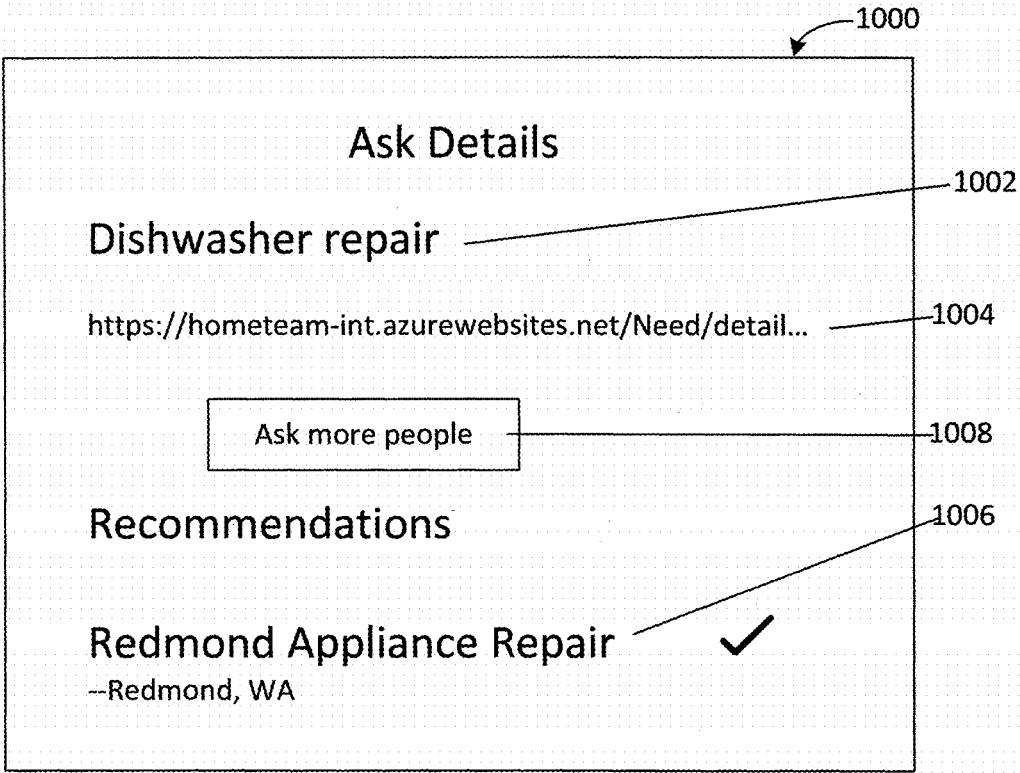 1000
Ask Details
1002
Dishwasher repair
https://hometeam-int.azurewebsites.net/Need/detail...
1004
Ask more people
1008
Recommendations
1006
Redmond Appliance Repair
--Redmond, WA